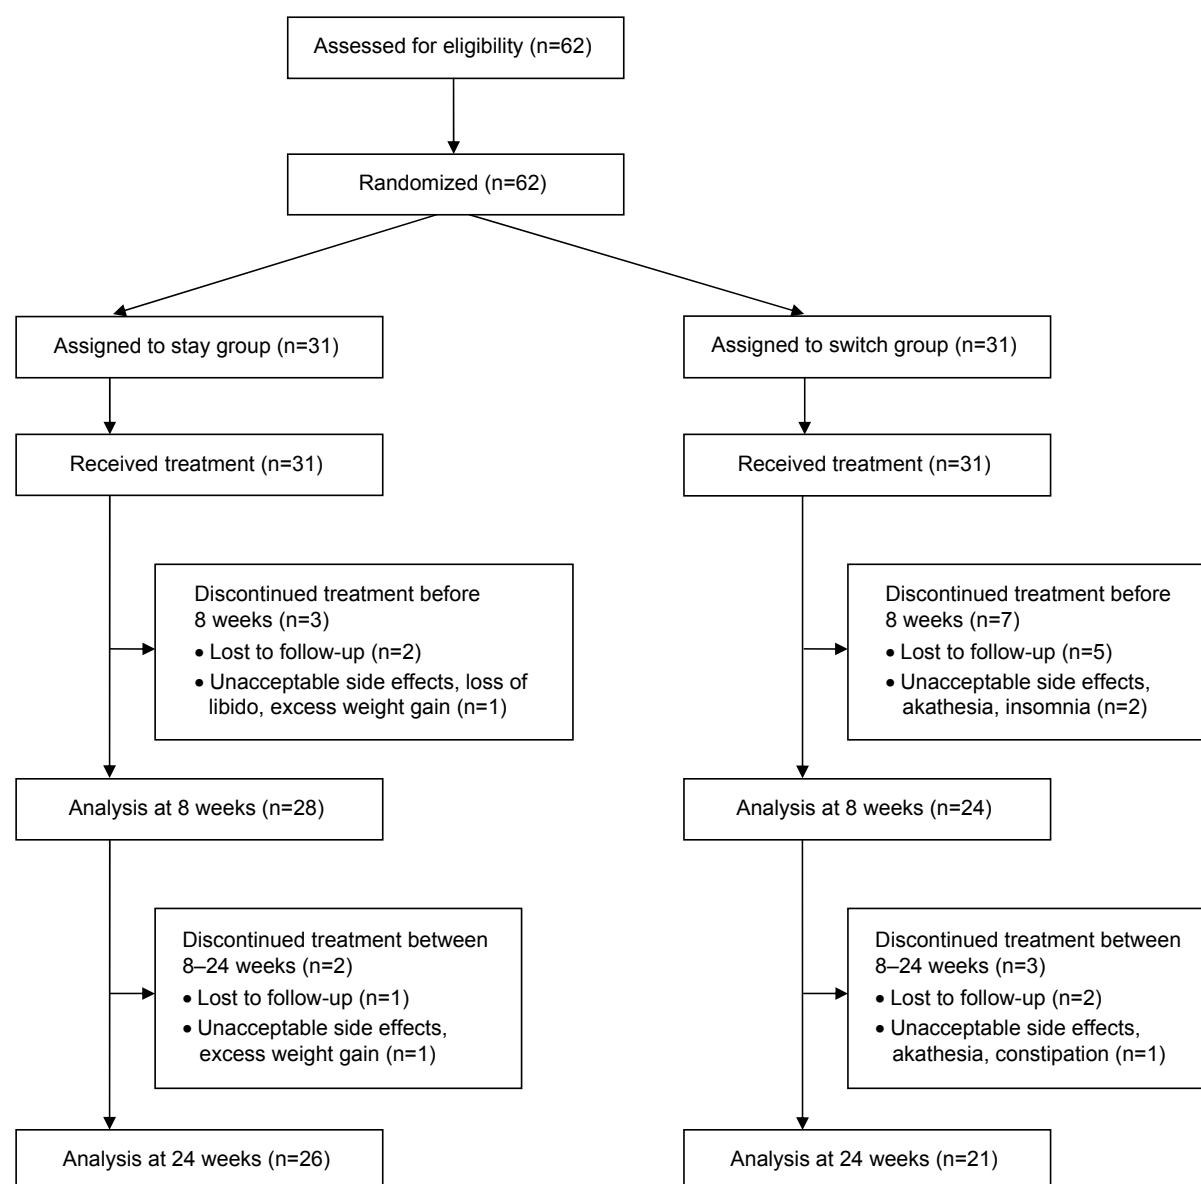 Assessed for eligibility (n=62)
Randomized (n=62)
Assigned to stay group (n=31)
Assigned to switch group (n=31)
Received treatment (n=31)
Received treatment (n=31)
Discontinued treatment before
8 weeks (n=3)
• Lost to follow-up (n=2)
• Unacceptable side effects, loss of
libido, excess weight gain (n=1)
Discontinued treatment before
8 weeks (n=7)
• Lost to follow-up (n=5)
• Unacceptable side effects,
akathesia, insomnia (n=2)
Analysis at 8 weeks (n=28)
Analysis at 8 weeks (n=24)
Discontinued treatment between
8–24 weeks (n=2)
• Lost to follow-up (n=1)
• Unacceptable side effects,
excess weight gain (n=1)
Discontinued treatment between
8–24 weeks (n=3)
• Lost to follow-up (n=2)
• Unacceptable side effects,
akathesia, constipation (n=1)
Analysis at 24 weeks (n=26)
Analysis at 24 weeks (n=21)